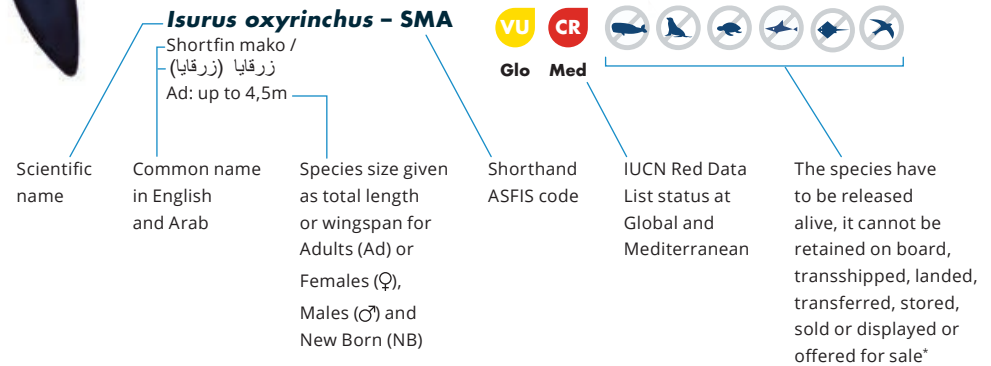 Isurus oxyrinchus – SMA
Shortfin mako /
زرقايا (زرقايا)
Ad: up to 4,5m
VU CR
Glo Med
Scientific
name
Common name
in English
and Arab
Species size given
as total length
or wingspan for
Adults (Ad) or
Females (♀),
Males (♂) and
New Born (NB)
Shorthand
ASFIS code
IUCN Red Data
List status at
Global and
Mediterranean
The species have
to be released
alive, it cannot be
retained on board,
transshipped, landed,
transferred, stored,
sold or displayed or
offered for sale*